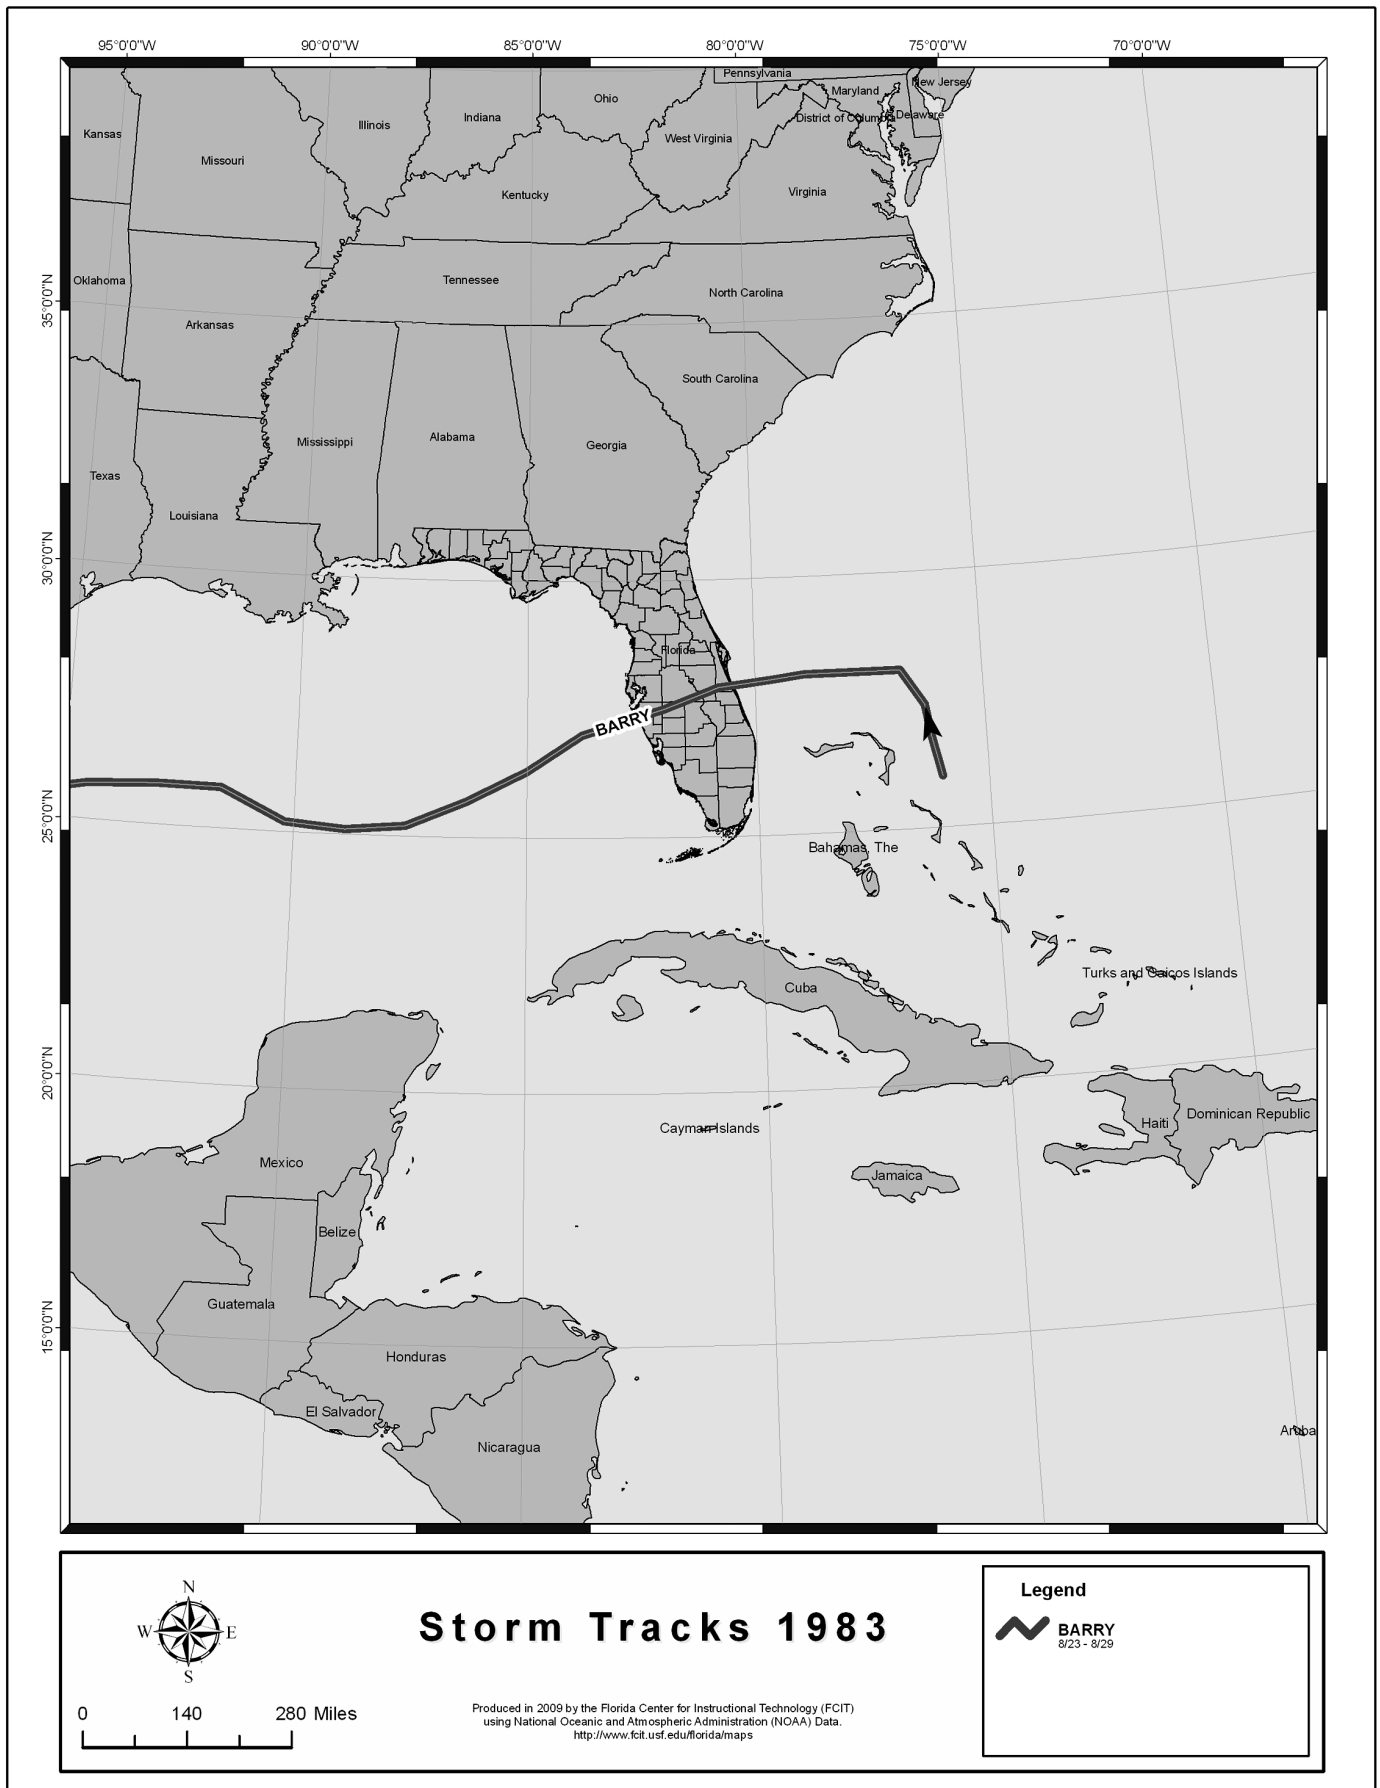 95°0'0"W 90°0'0"W 85°0'0"W 80°0'0"W 75°0'0"W 70°0'0"W
Pennsylvania
New Jersey
Maryland
Ohio
Delaware
District of Columbia
Indiana
Illinois
Kansas
West Virginia
Missouri
Virginia
Kentucky
35°0'0"N
Oklahoma
Tennessee
North Carolina
Arkansas
South Carolina
Alabama
Mississippi
Georgia
Texas
Louisiana
30°0'0"N
Florida
BARRY
25°0'0"N
Bahamas, The
Turks and Caicos Islands
Cuba
20°0'0"N
Dominican Republic
Haiti
Cayman Islands
Mexico
Jamaica
Belize
Guatemala
15°0'0"N
Honduras
El Salvador
Aruba
Nicaragua
N
W E
S
0 140 280 Miles
Storm Tracks 1983
Produced in 2009 by the Florida Center for Instructional Technology (FCIT)
using National Oceanic and Atmospheric Administration (NOAA) Data.
http://www.fcit.usf.edu/florida/maps
Legend
BARRY
8/23 - 8/29